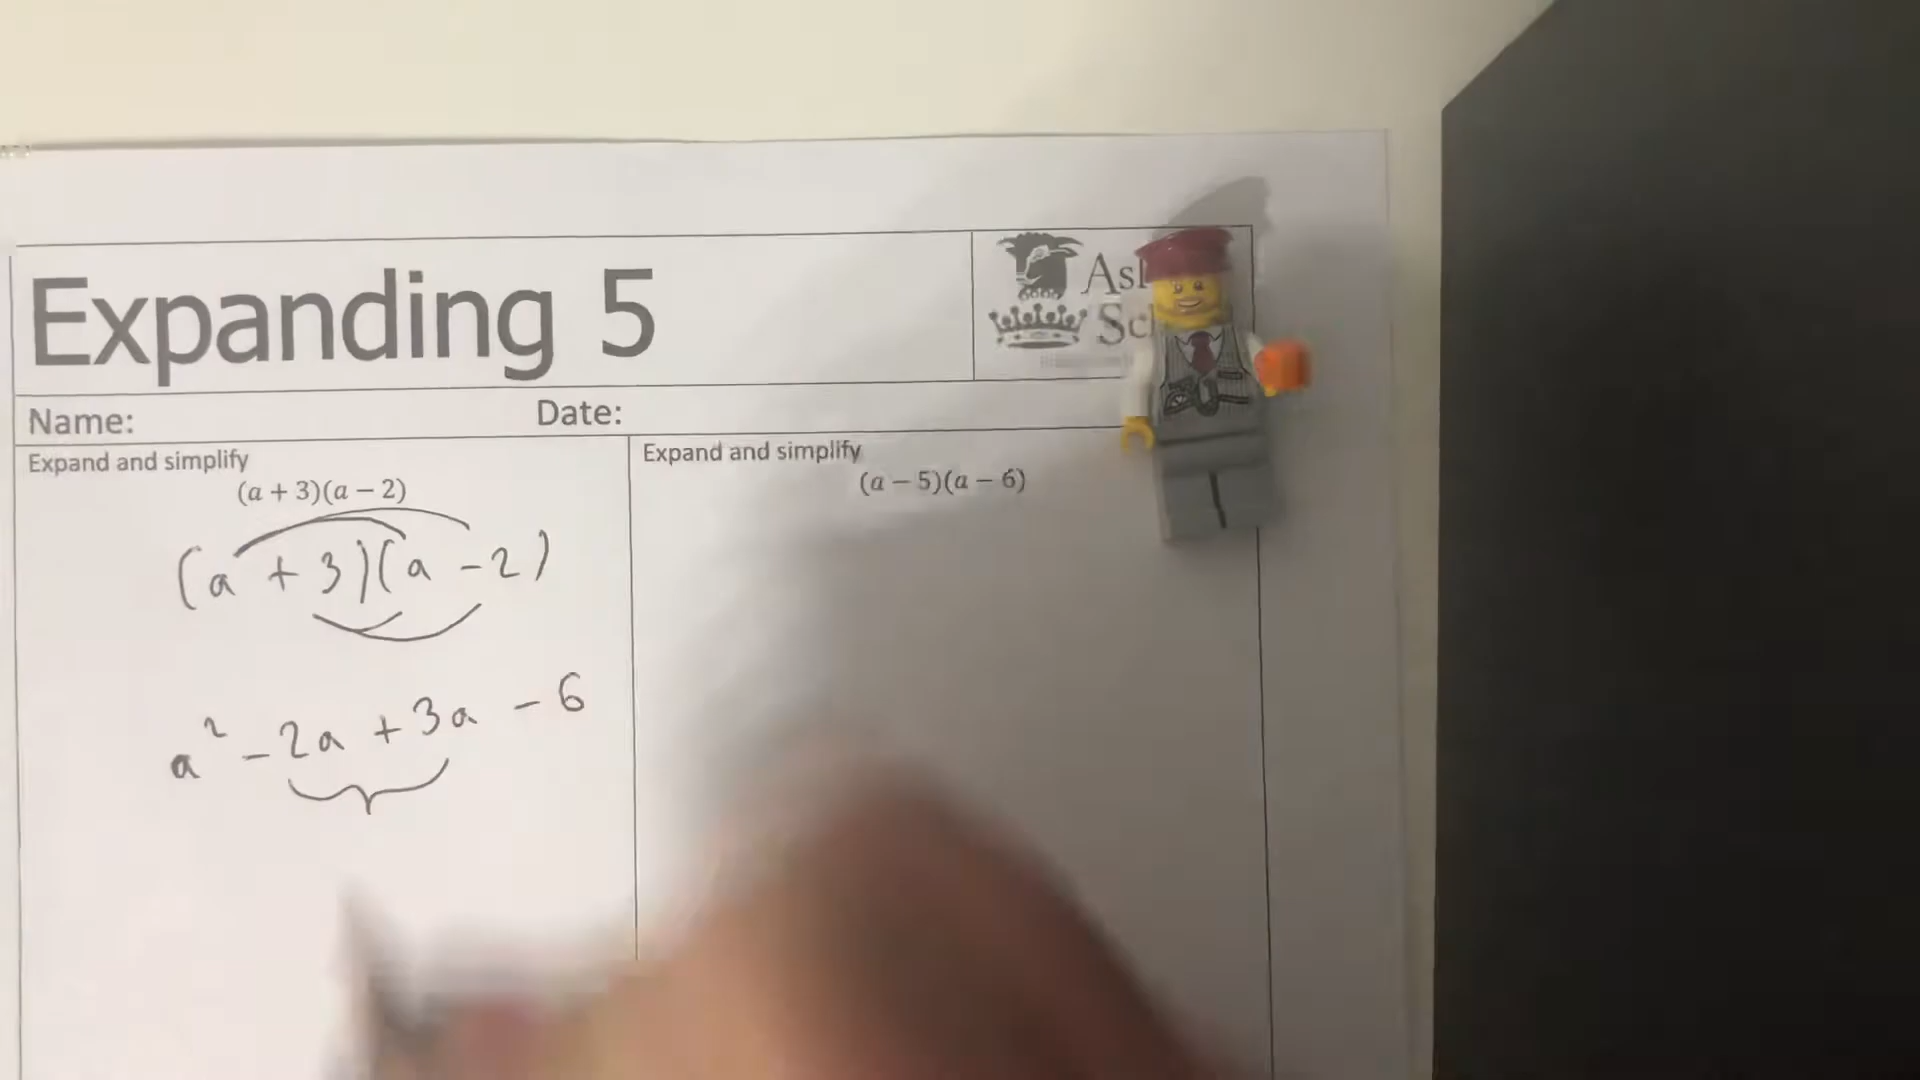 Expanding 5
Name:
Date:
Expand and simplify
(a + 3)(a − 2)
(a + 3)(a - 2)
a² - 2a + 3a - 6
Expand and simplify
(a − 5)(a − 6)